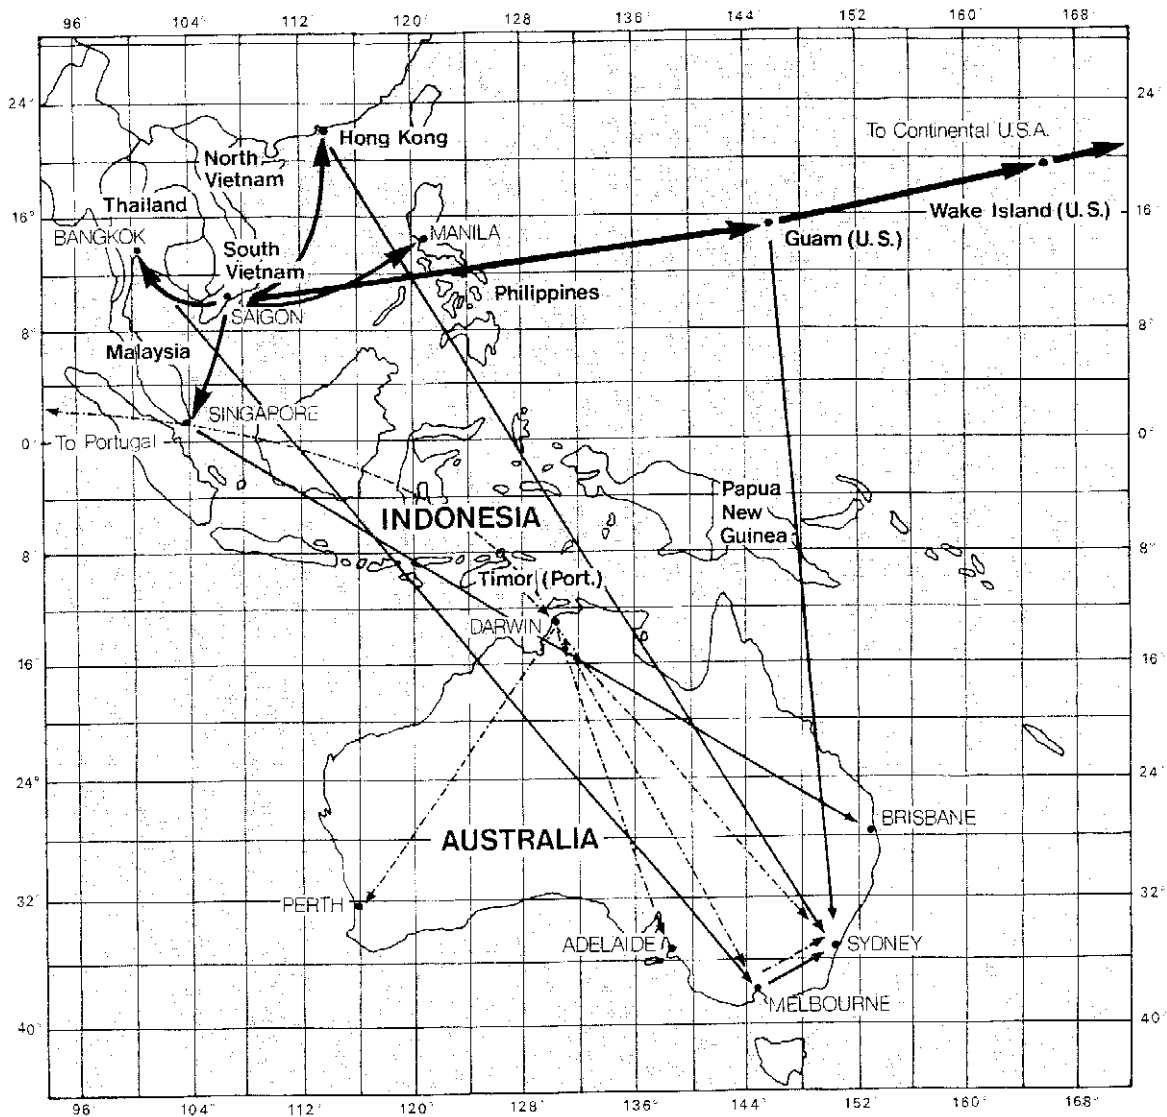 96° 104° 112° 120° 128 136° 144° 152° 160° 168°
24° 24°
To Continental U.S.A.
Hong Kong
North
Vietnam
Thailand
16° 16°
Wake Island (U.S.)
BANGKOK
MANILA
Guam (U.S.)
South
Vietnam
Philippines
SAIGON
8° 8°
Malaysia
SINGAPORE
0° 0°
To Portugal
Papua
New
Guinea
INDONESIA
8° 8°
Timor (Port.)
DARWIN
16° 16°
24° 24°
BRISBANE
AUSTRALIA
32° 32°
PERTH
ADELAIDE
SYDNEY
MELBOURNE
40° 40°
96° 104° 112° 120° 128° 136° 144° 152° 160° 168°